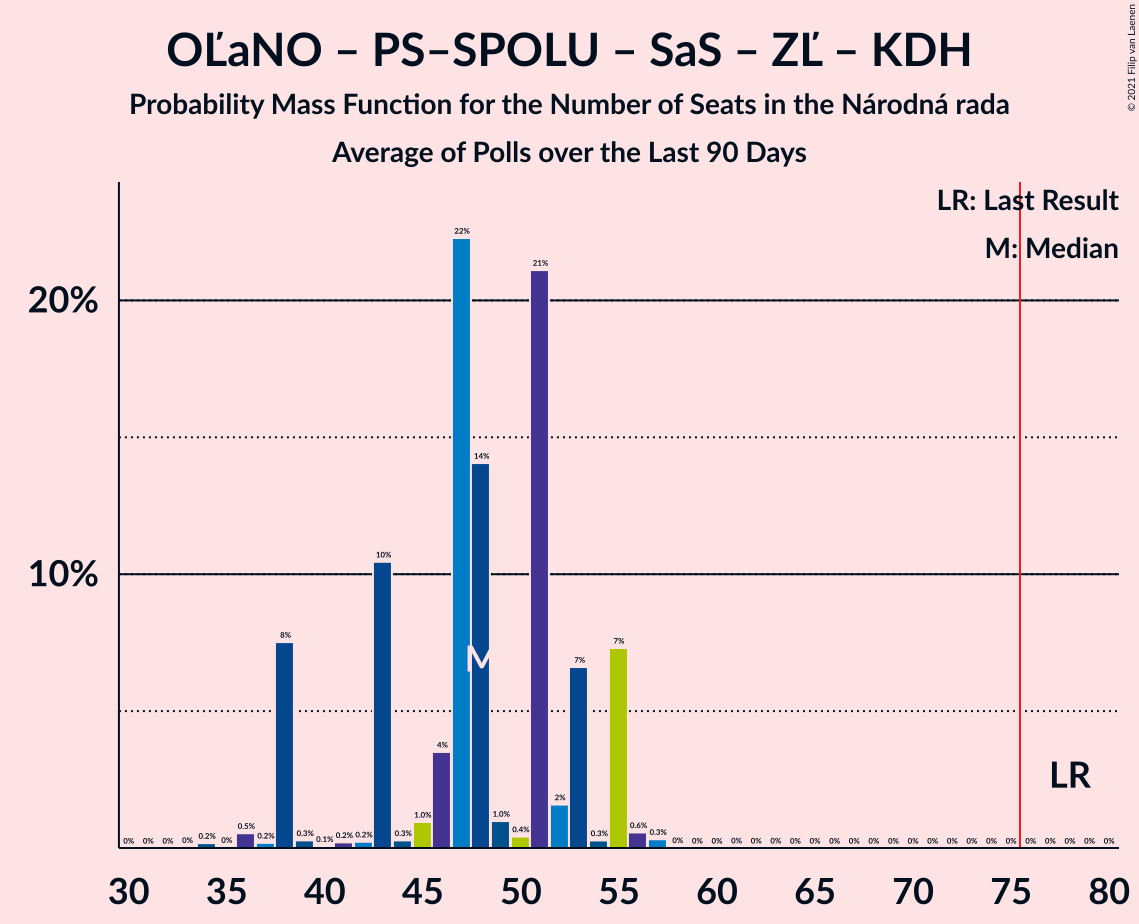 OĽaNO – PS–SPOLU – SaS – ZĽ – KDH
Probability Mass Function for the Number of Seats in the Národná rada
Average of Polls over the Last 90 Days
© 2021 Filip van Laenen
LR: Last Result
M: Median
20%
10%
0% 0% 0% 0% 0.2% 0% 0.5% 0.2% 8% 0.3% 0.1% 0.2% 0.2% 10% 0.3% 1.0% 4% 22% 14% 1.0% 0.4% 21% 2% 7% 0.3% 7% 0.6% 0.3% 0% 0% 0% 0% 0% 0% 0% 0% 0% 0% 0% 0% 0% 0% 0% 0% 0% 0% 0% 0% 0% 0% 0%
M
LR
30 35 40 45 50 55 60 65 70 75 80